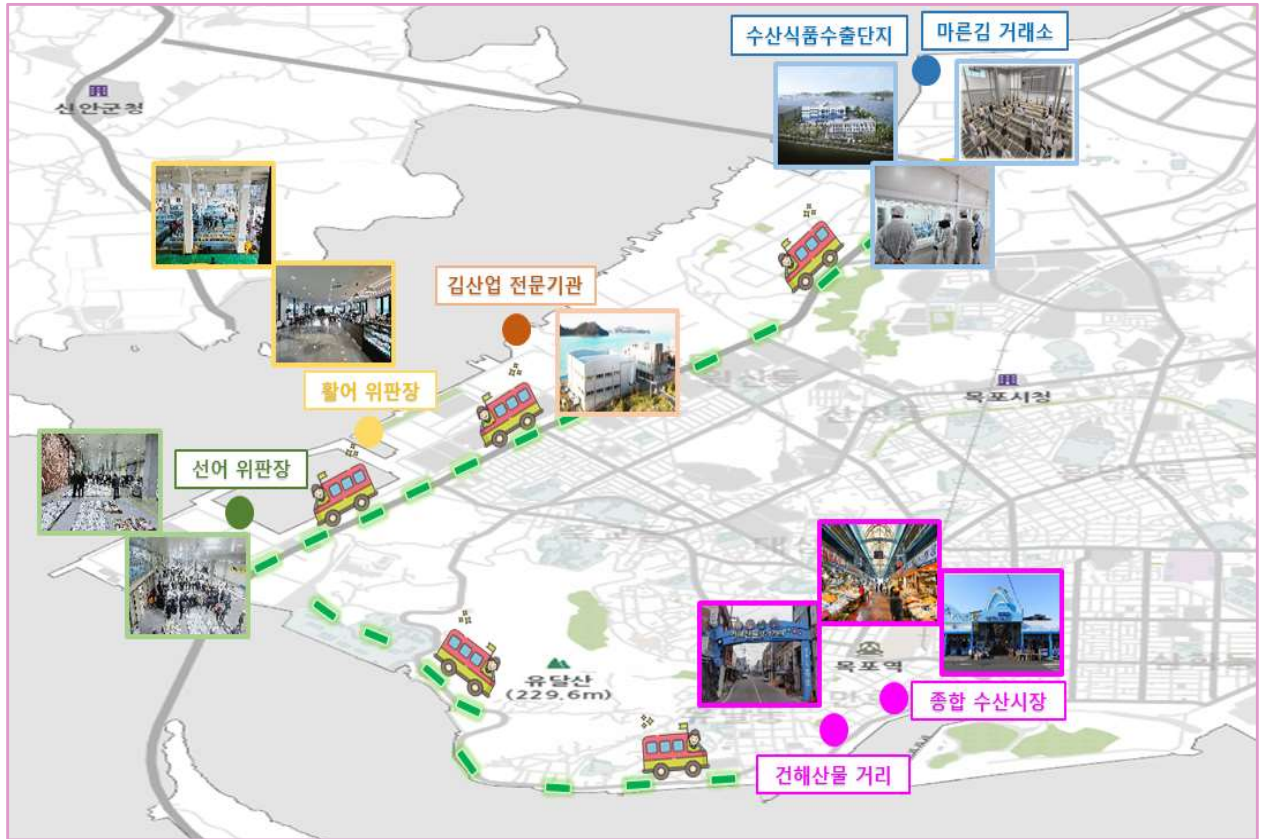 수산식품수출단지
마른김 거래소
신안군청
김산업 전문기관
활어 위판장
목포시청
선어 위판장
유달산
(229.6m)
목포역
종합 수산시장
건해산물 거리